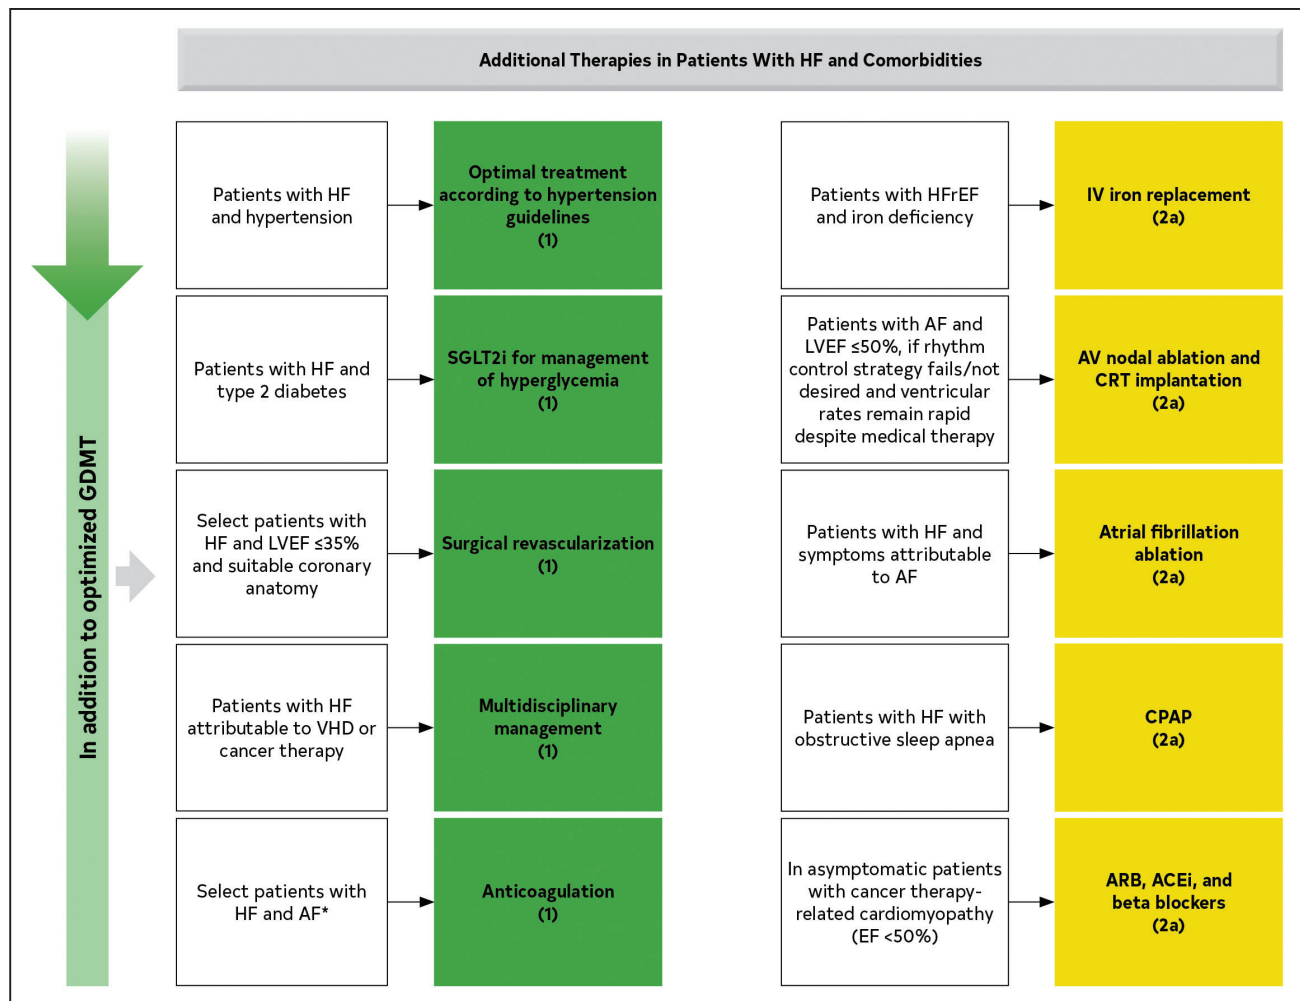 Additional Therapies in Patients With HF and Comorbidities
In addition to optimized GDMT
Patients with HF
and hypertension
Optimal treatment
according to hypertension
guidelines
(1)
Patients with HF and
type 2 diabetes
SGLT2i for management
of hyperglycemia
(1)
Select patients with
HF and LVEF ≤35%
and suitable coronary
anatomy
Surgical revascularization
(1)
Patients with HF
attributable to VHD or
cancer therapy
Multidisciplinary
management
(1)
Select patients with
HF and AF*
Anticoagulation
(1)
Patients with HFrEF
and iron deficiency
IV iron replacement
(2a)
Patients with AF and
LVEF ≤50%, if rhythm
control strategy fails/not
desired and ventricular
rates remain rapid
despite medical therapy
AV nodal ablation and
CRT implantation
(2a)
Patients with HF and
symptoms attributable
to AF
Atrial fibrillation
ablation
(2a)
Patients with HF with
obstructive sleep apnea
CPAP
(2a)
In asymptomatic patients
with cancer therapy-
related cardiomyopathy
(EF <50%)
ARB, ACEi, and
beta blockers
(2a)